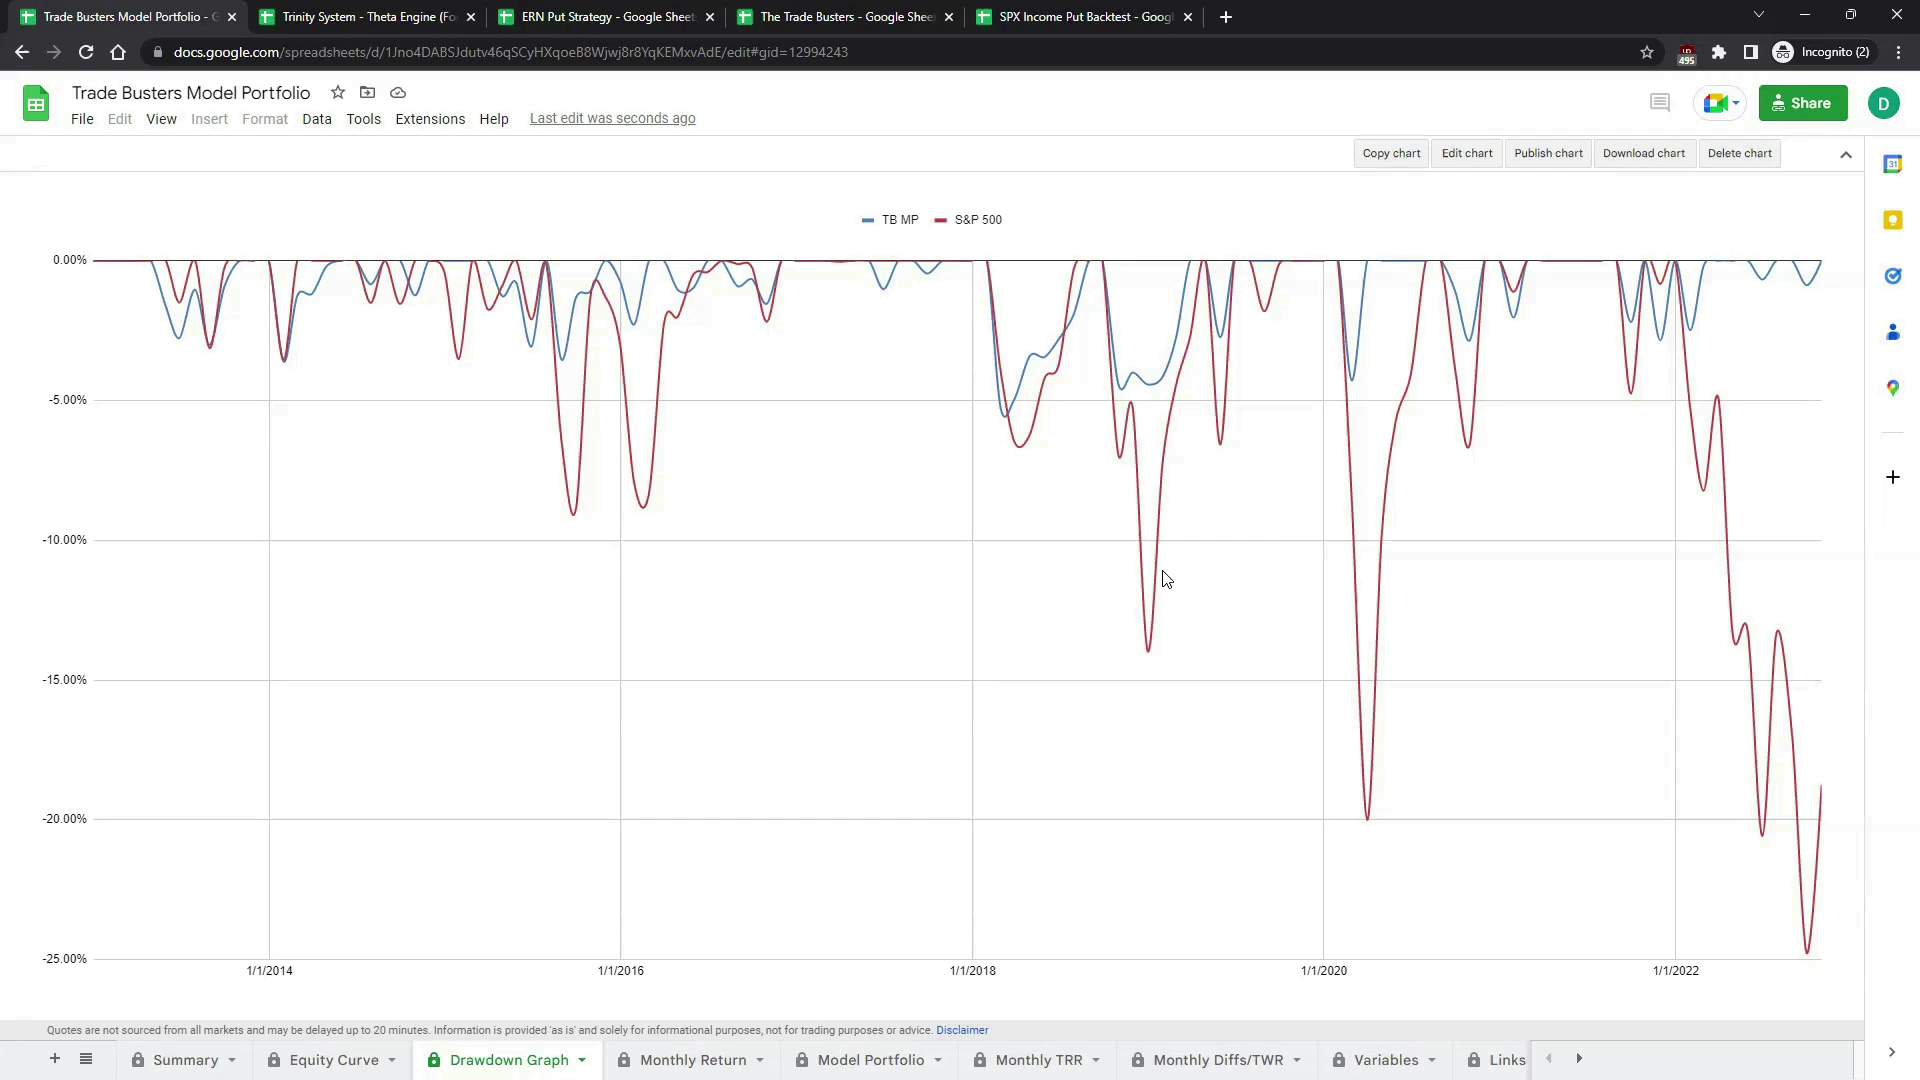 Trade Busters Model Portfolio - G
Trinity System - Theta Engine (Fo
ERN Put Strategy - Google Sheet
The Trade Busters - Google Shee
SPX Income Put Backtest - Googl
docs.google.com/spreadsheets/d/1Jno4DABSJdutv46qSCyHXqoeB8Wjwj8r8YqKEMxvAdE/edit#gid=12994243
495
Incognito (2)
Trade Busters Model Portfolio
Share
D
File Edit View Insert Format Data Tools Extensions Help Last edit was seconds ago
Copy chart Edit chart Publish chart Download chart Delete chart
31
TB MP S&P 500
0.00%
-5.00%
-10.00%
-15.00%
-20.00%
-25.00%
1/1/2014 1/1/2016 1/1/2018 1/1/2020 1/1/2022
Quotes are not sourced from all markets and may be delayed up to 20 minutes. Information is provided 'as is' and solely for informational purposes, not for trading purposes or advice. Disclaimer
Summary Equity Curve Drawdown Graph Monthly Return Model Portfolio Monthly TRR Monthly Diffs/TWR Variables Links